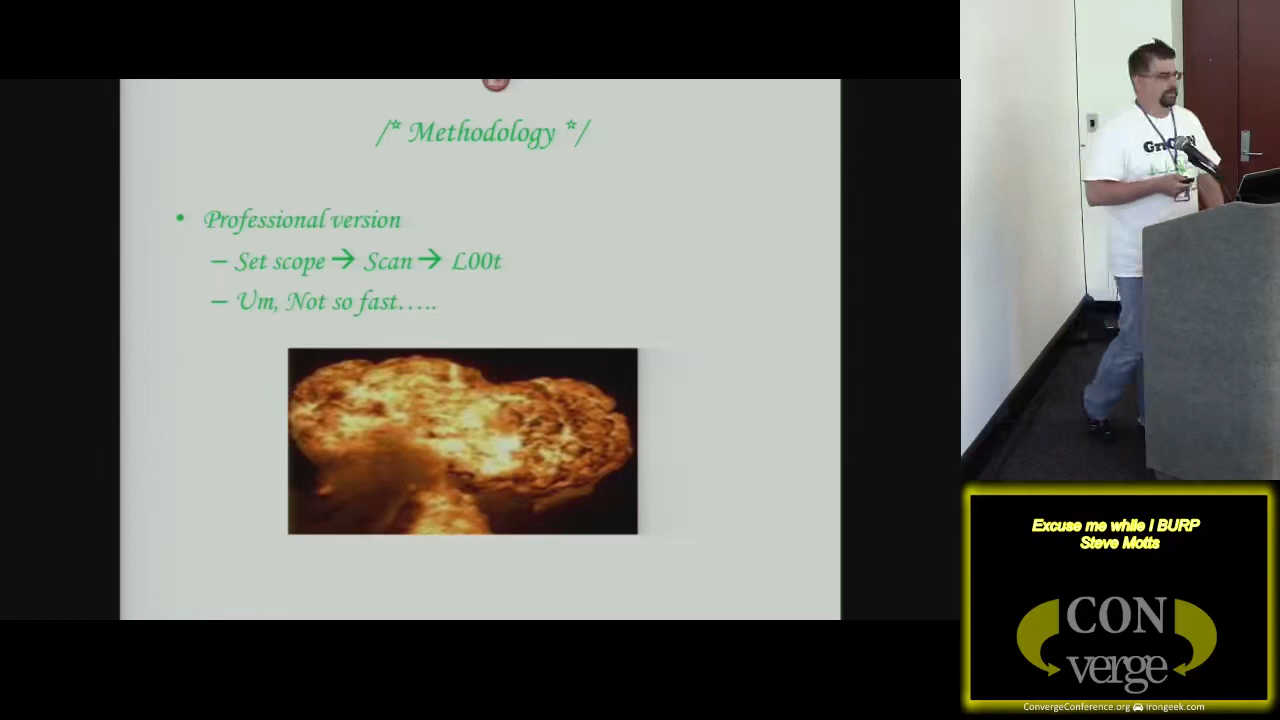 /* Methodology */
• Professional version
– Set scope → Scan → L00t
– Um, Not so fast…..
Excuse me while I BURP
Steve Motts
CON
verge
ConvergeConference.org irongeek.com